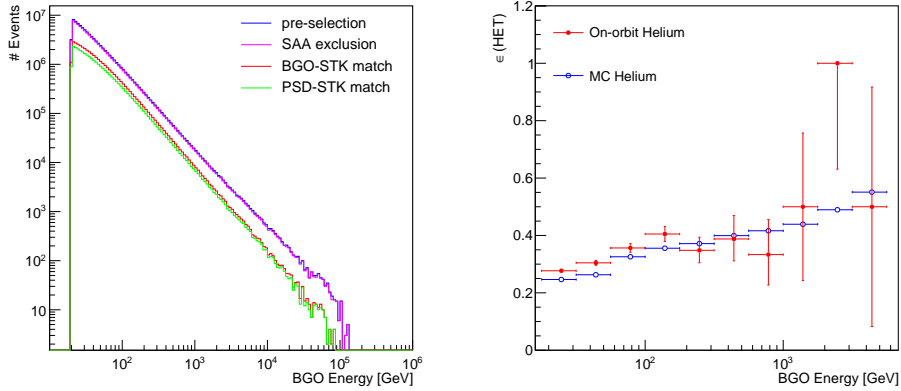 # Events
10^7
10^6
10^5
10^4
10^3
10^2
10
pre-selection
SAA exclusion
BGO-STK match
PSD-STK match
10^2
10^3
10^4
10^5
10^6
BGO Energy [GeV]
∈ (HET)
1.2
1
0.8
0.6
0.4
0.2
0
On-orbit Helium
MC Helium
10^2
10^3
BGO Energy [GeV]